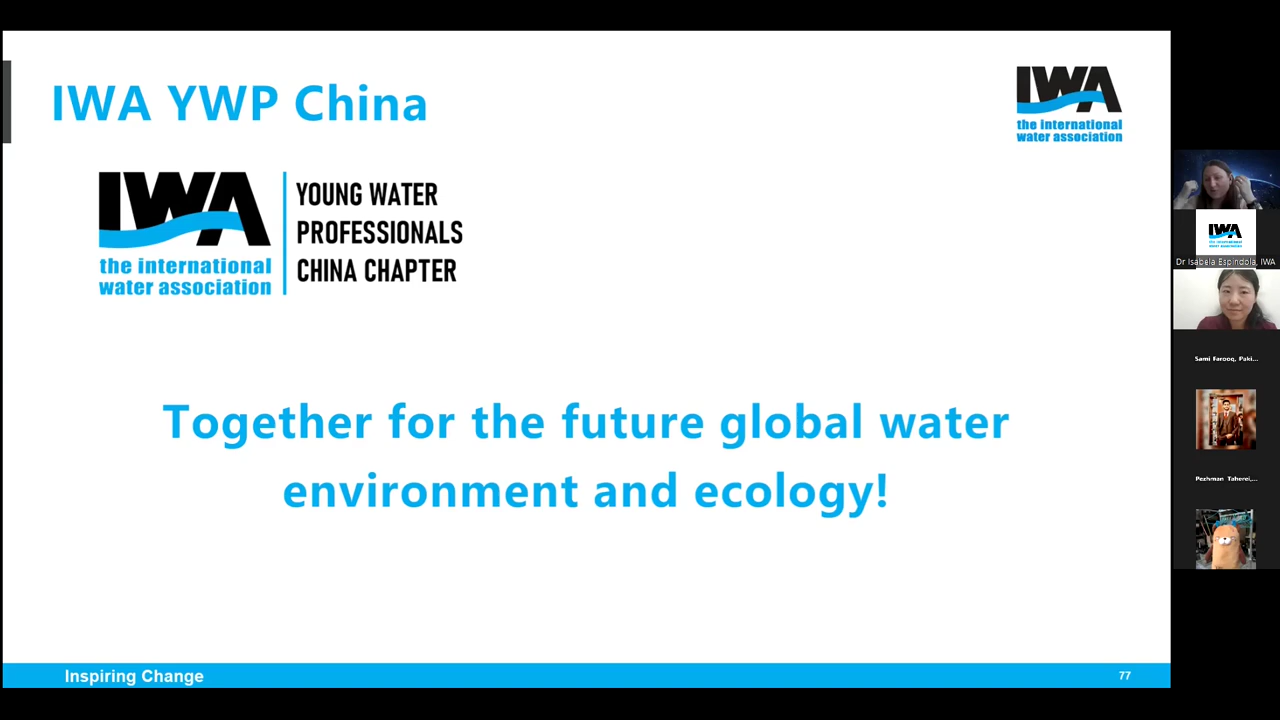 IWA YWP China
IWA
the international
water association
IWA
the international
water association
YOUNG WATER
PROFESSIONALS
CHINA CHAPTER
Together for the future global water
environment and ecology!
Inspiring Change
77
IWA
Dr Isabela Espindola, IWA
Sami Farooq, Paki...
Pezhman Taherei,...